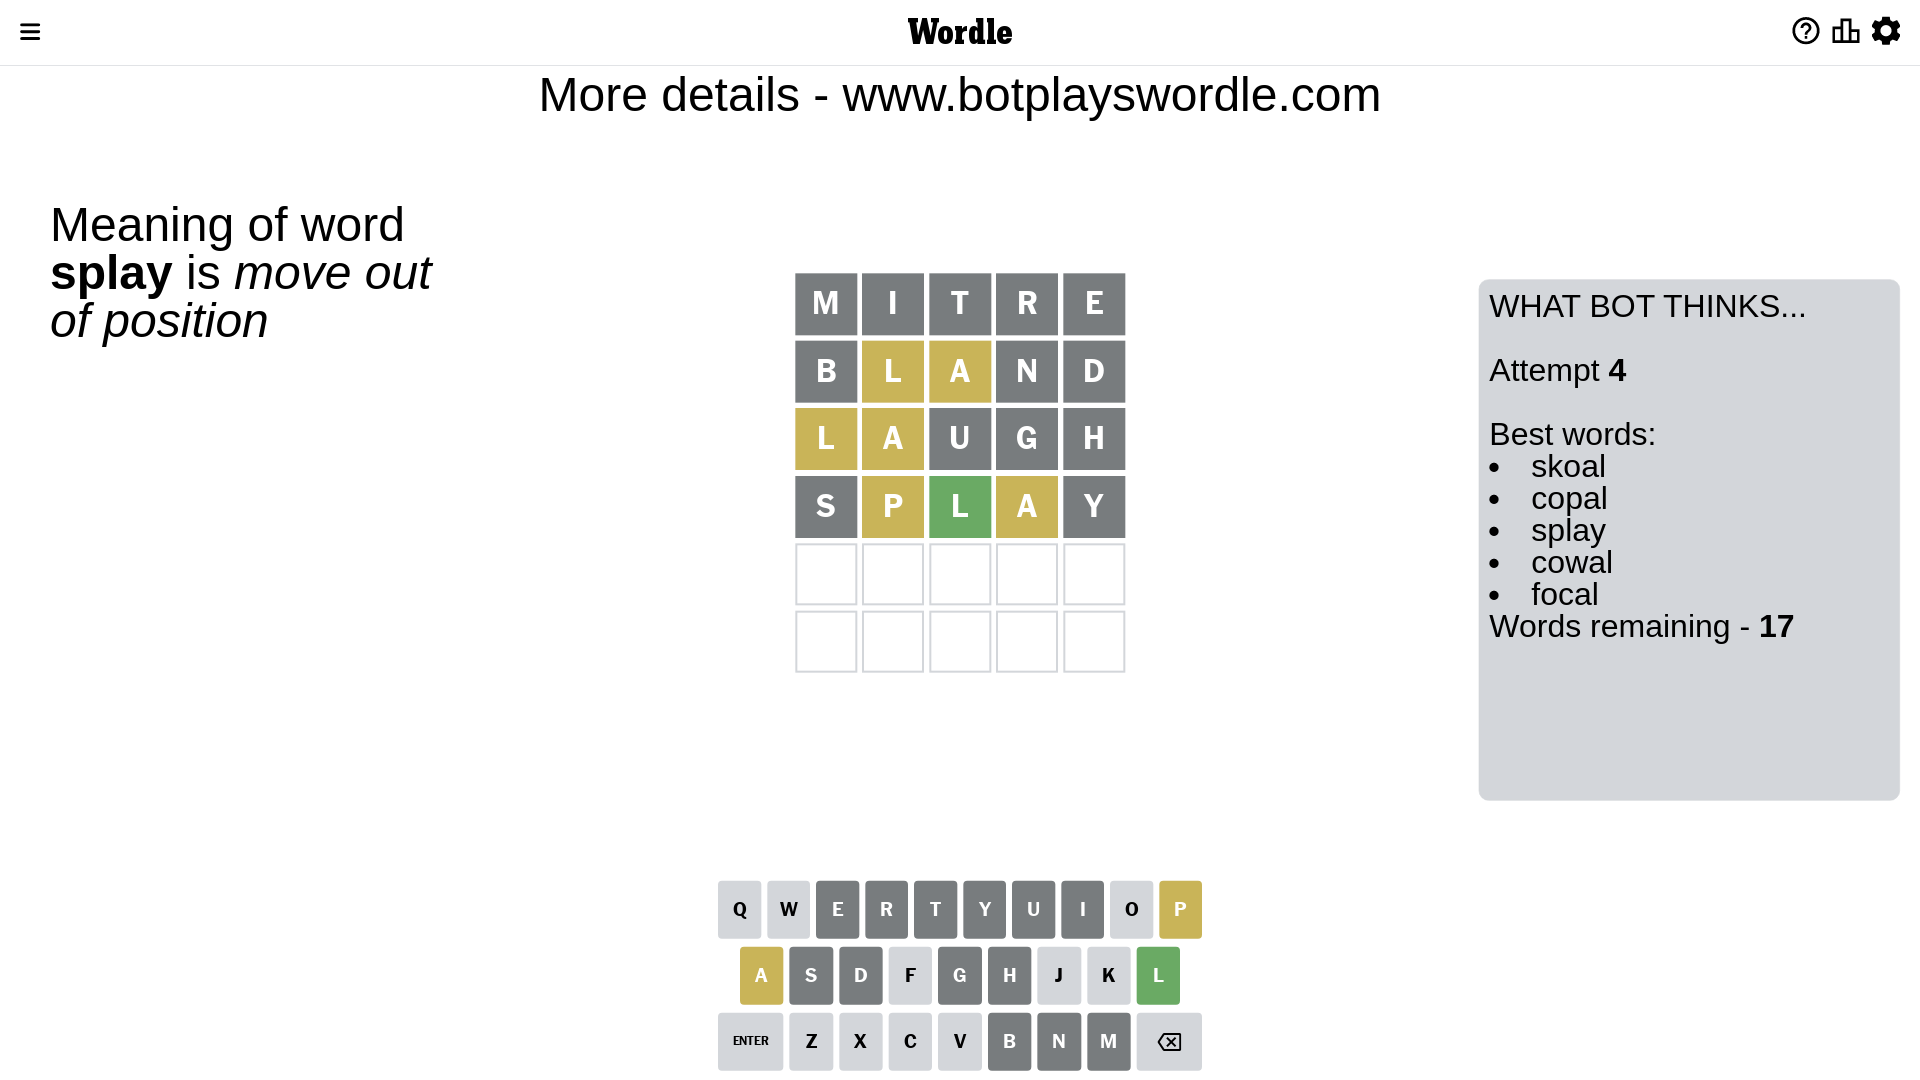 Wordle
More details - www.botplayswordle.com
Meaning of word
splay is move out
of position
M I T R E
B L A N D
L A U G H
S P L A Y
WHAT BOT THINKS...
Attempt 4
Best words:
• skoal
• copal
• splay
• cowal
• focal
Words remaining - 17
Q W E R T Y U I O P
A S D F G H J K L
ENTER Z X C V B N M